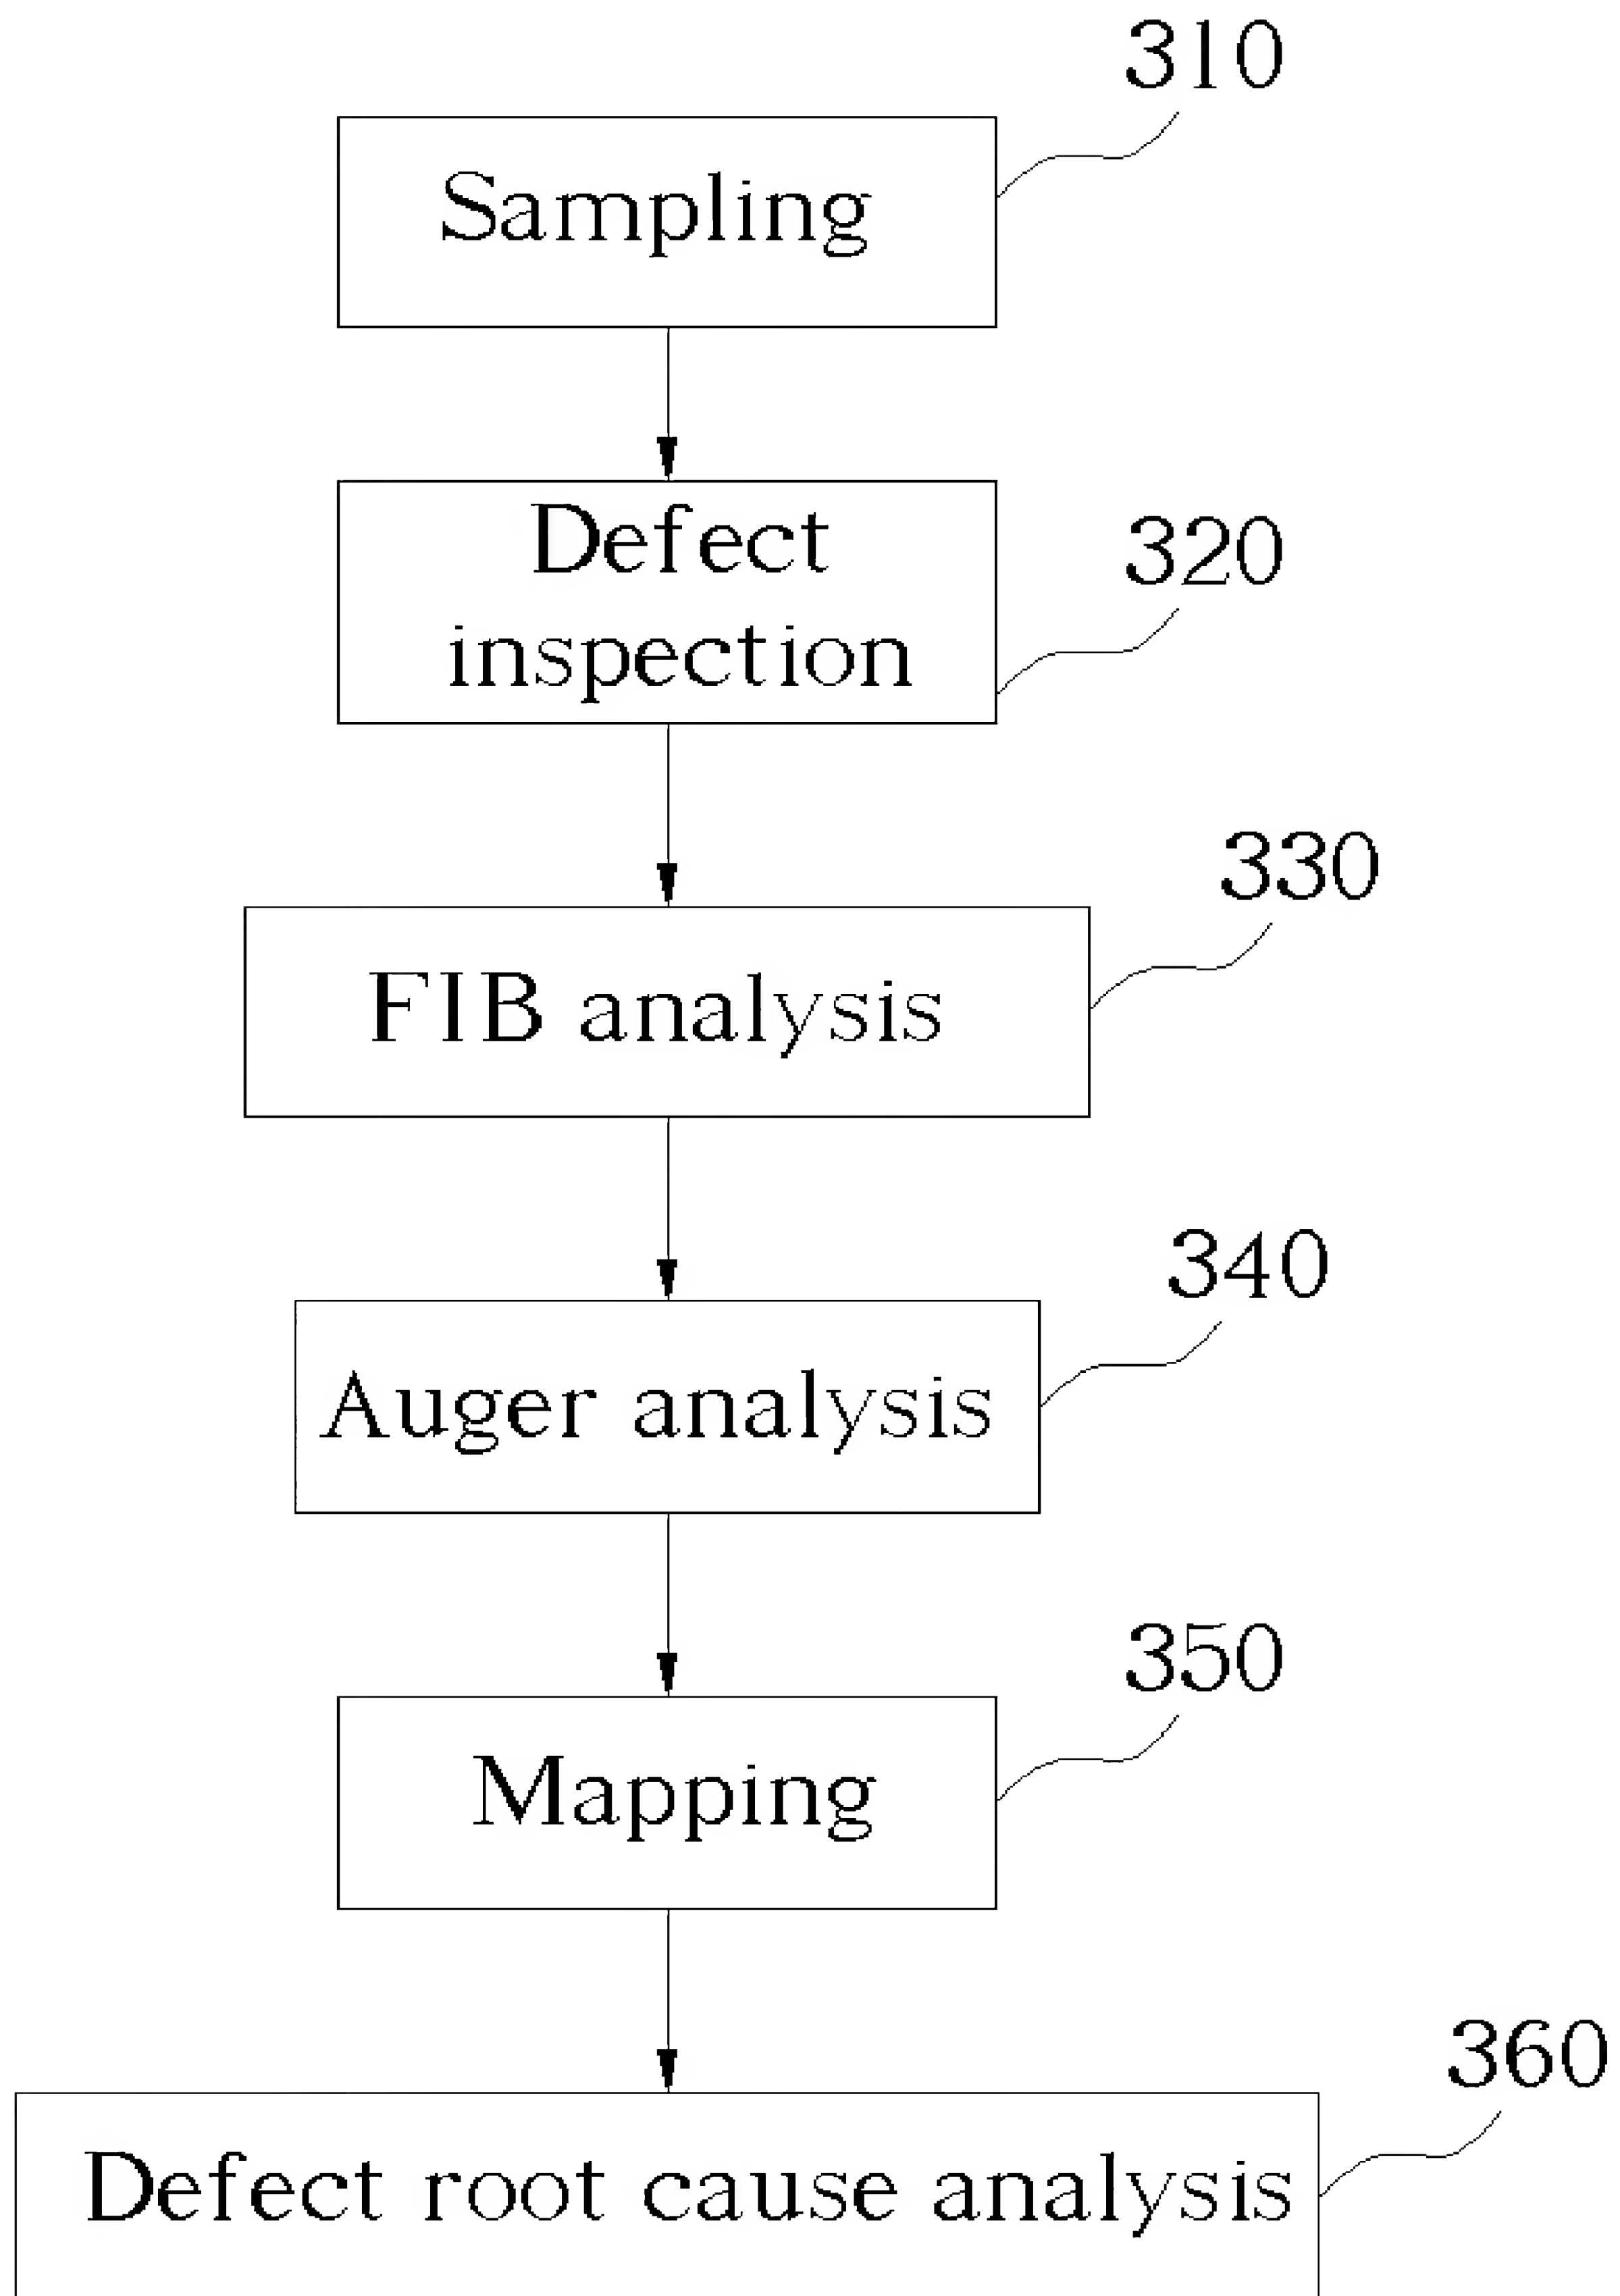 310
Sampling
Defect
inspection
320
330
FIB analysis
340
Auger analysis
350
Mapping
360
Defect root cause analysis